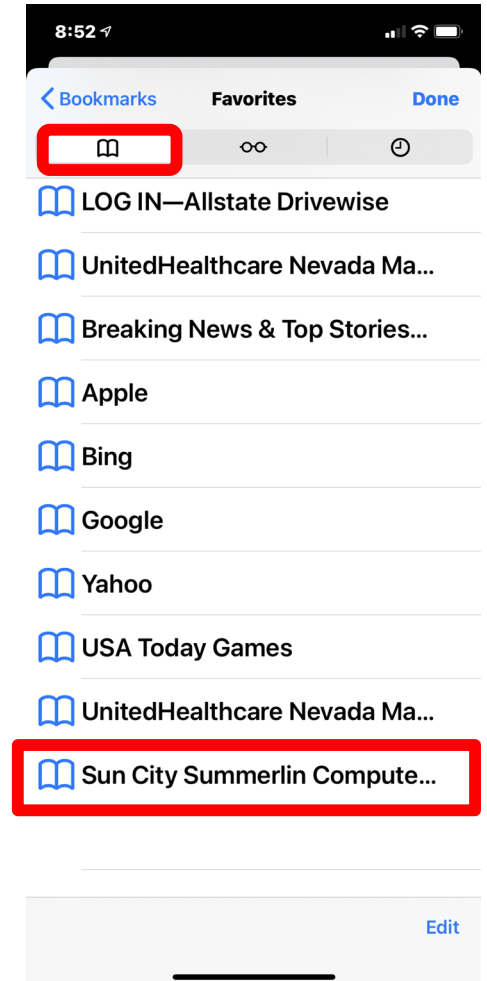 8:52
Bookmarks Favorites Done
LOG IN—Allstate Drivewise
UnitedHealthcare Nevada Ma...
Breaking News & Top Stories...
Apple
Bing
Google
Yahoo
USA Today Games
UnitedHealthcare Nevada Ma...
Sun City Summerlin Compute...
Edit